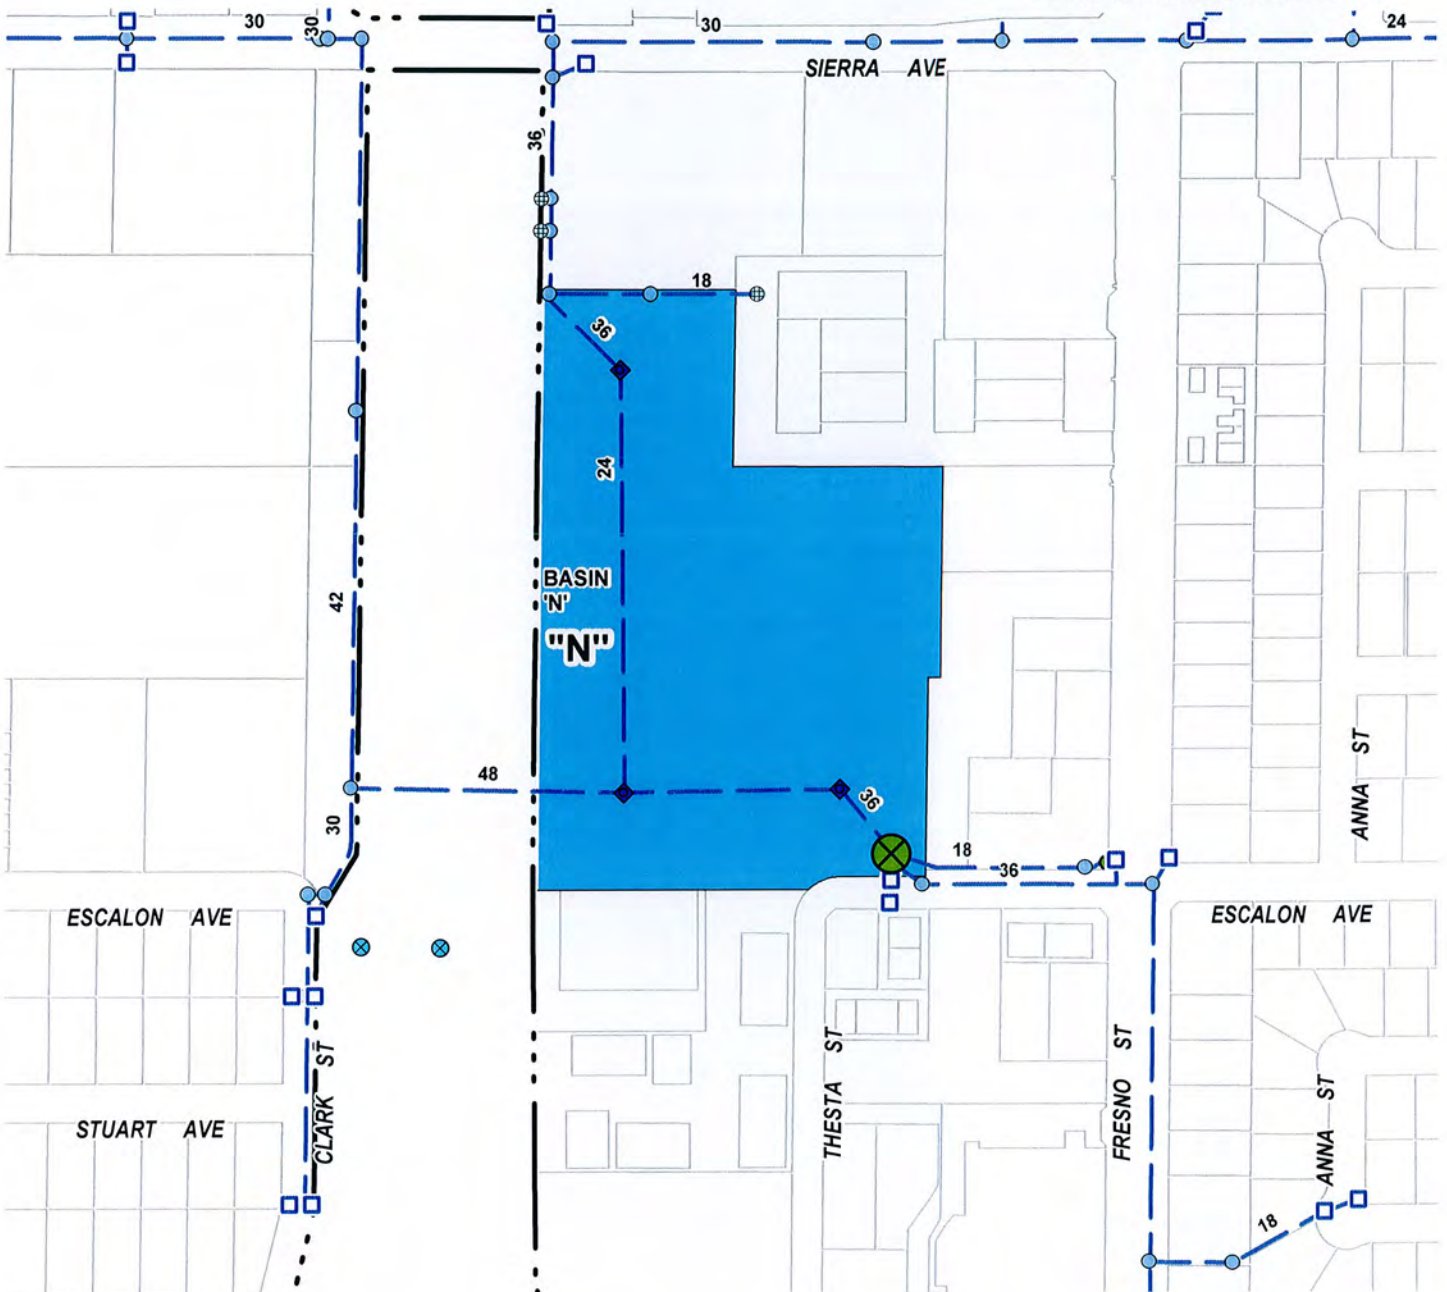 30
30
30
24
SIERRA AVE
36
18
36
24
BASIN
'N'
"N"
42
48
36
30
18
36
ANNA ST
ESCALON AVE
ESCALON AVE
CLARK ST
THESTA ST
FRESNO ST
ANNA ST
STUART AVE
18